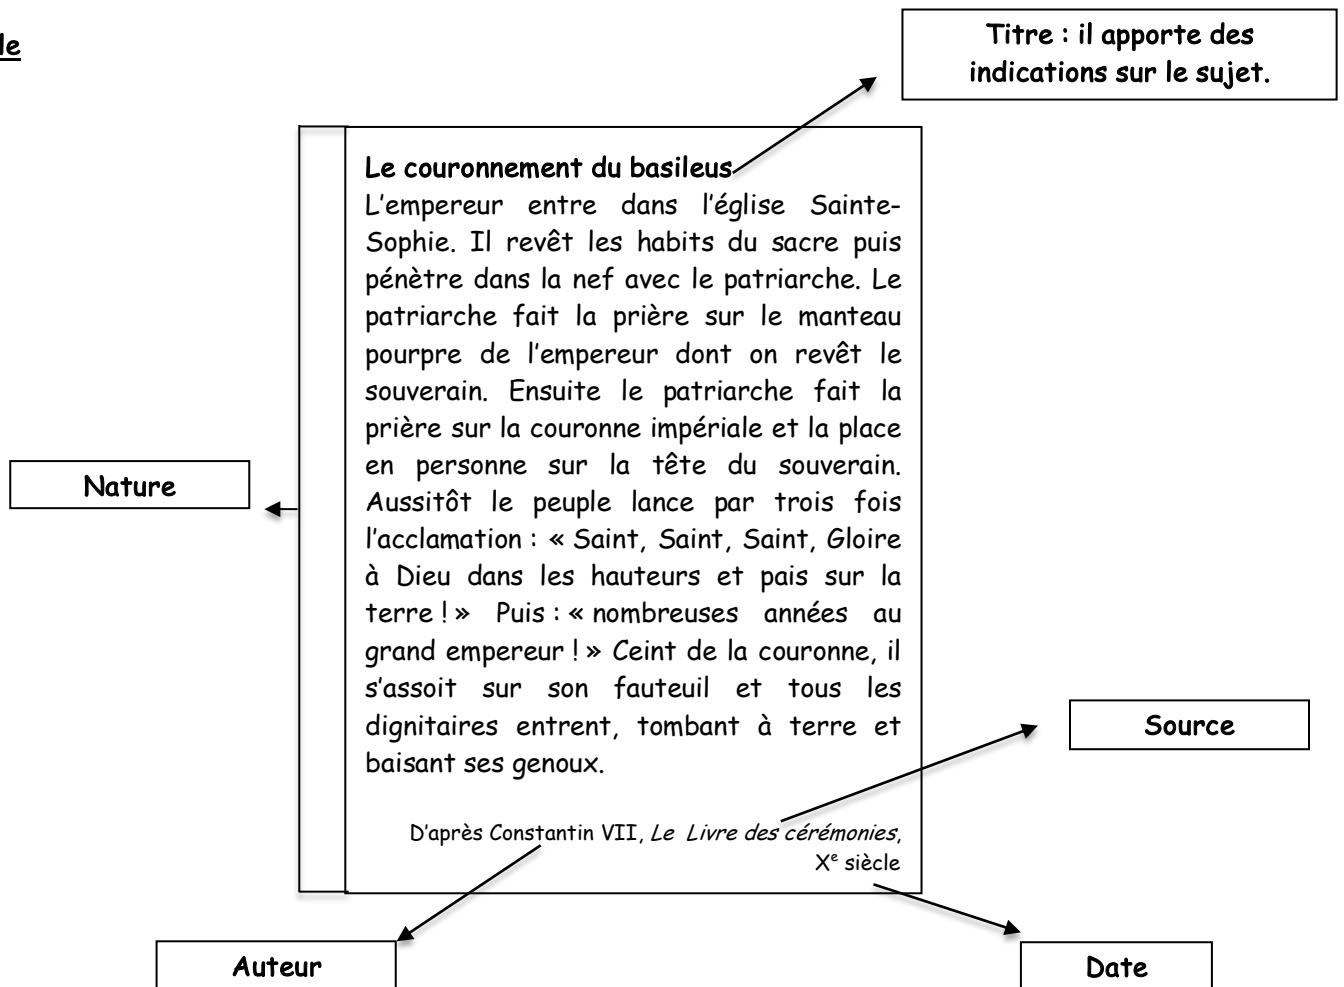 le
Titre : il apporte des
indications sur le sujet.
Le couronnement du basileus
L'empereur entre dans l'église Sainte-
Sophie. Il revêt les habits du sacre puis
pénètre dans la nef avec le patriarche. Le
patriarche fait la prière sur le manteau
pourpre de l'empereur dont on revêt le
souverain. Ensuite le patriarche fait la
prière sur la couronne impériale et la place
en personne sur la tête du souverain.
Aussitôt le peuple lance par trois fois
l'acclamation : « Saint, Saint, Saint, Gloire
à Dieu dans les hauteurs et pais sur la
terre ! » Puis : « nombreuses années au
grand empereur ! » Ceint de la couronne, il
s'assoit sur son fauteuil et tous les
dignitaires entrent, tombant à terre et
baisant ses genoux.
Nature
Source
D'après Constantin VII, Le Livre des cérémonies,
Xe siècle
Auteur
Date